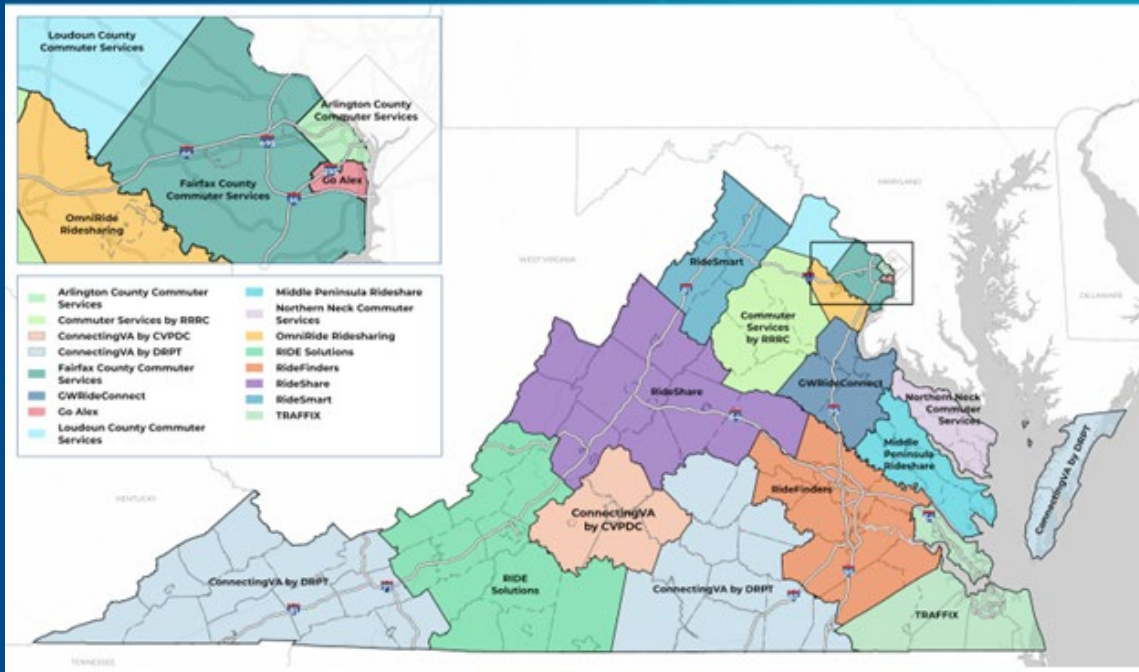 Loudoun County
Commuter Services
Arlington County
Commuter Services
Fairfax County
Commuter Services
Go Alex
OmniRide
Ridesharing
Arlington County Commuter
Services
Commuter Services by RRRC
ConnectingVA by CVPDC
ConnectingVA by DRPT
Fairfax County Commuter
Services
GWRideConnect
Go Alex
Loudoun County Commuter
Services
Middle Peninsula Rideshare
Northern Neck Commuter
Services
OmniRide Ridesharing
RIDE Solutions
RideFinders
RideShare
RideSmart
TRAFFIX
MARYLAND
WEST VIRGINIA
DELAWARE
KENTUCKY
TENNESSEE
RideSmart
Commuter
Services
by RRRC
RideShare
GWRideConnect
Northern Neck
Commuter
Services
Middle
Peninsula
Rideshare
ConnectingVA by DRPT
RideFinders
ConnectingVA
by CVPDC
ConnectingVA by DRPT
RIDE
Solutions
ConnectingVA by DRPT
TRAFFIX